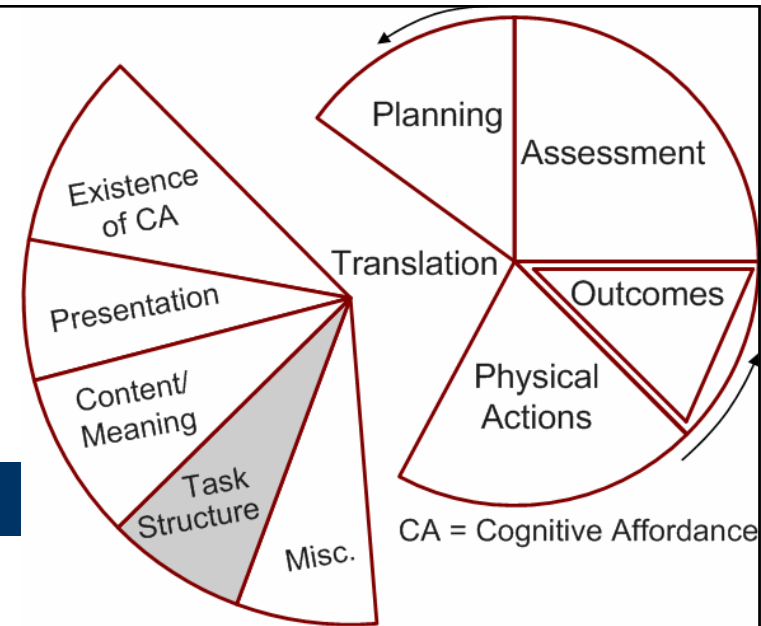 Planning
Assessment
Existence
of CA
Translation
Outcomes
Presentation
Physical
Actions
Content/
Meaning
Task
Structure
Misc.
CA = Cognitive Affordance